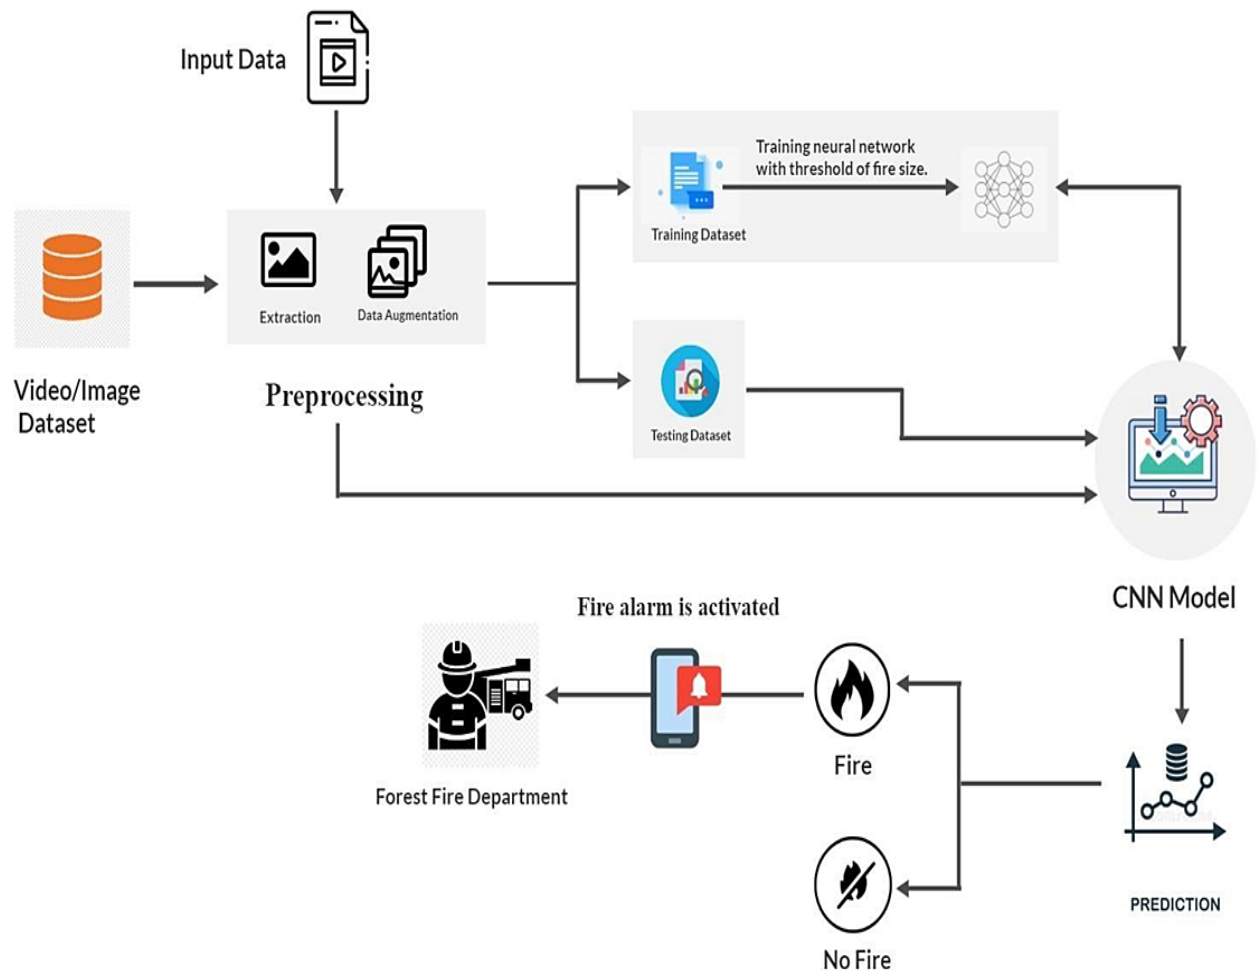 Input Data
Training neural network
with threshold of fire size.
Training Dataset
Extraction
Data Augmentation
Video/Image
Dataset
Preprocessing
Testing Dataset
CNN Model
Fire alarm is activated
Fire
Forest Fire Department
PREDICTION
No Fire